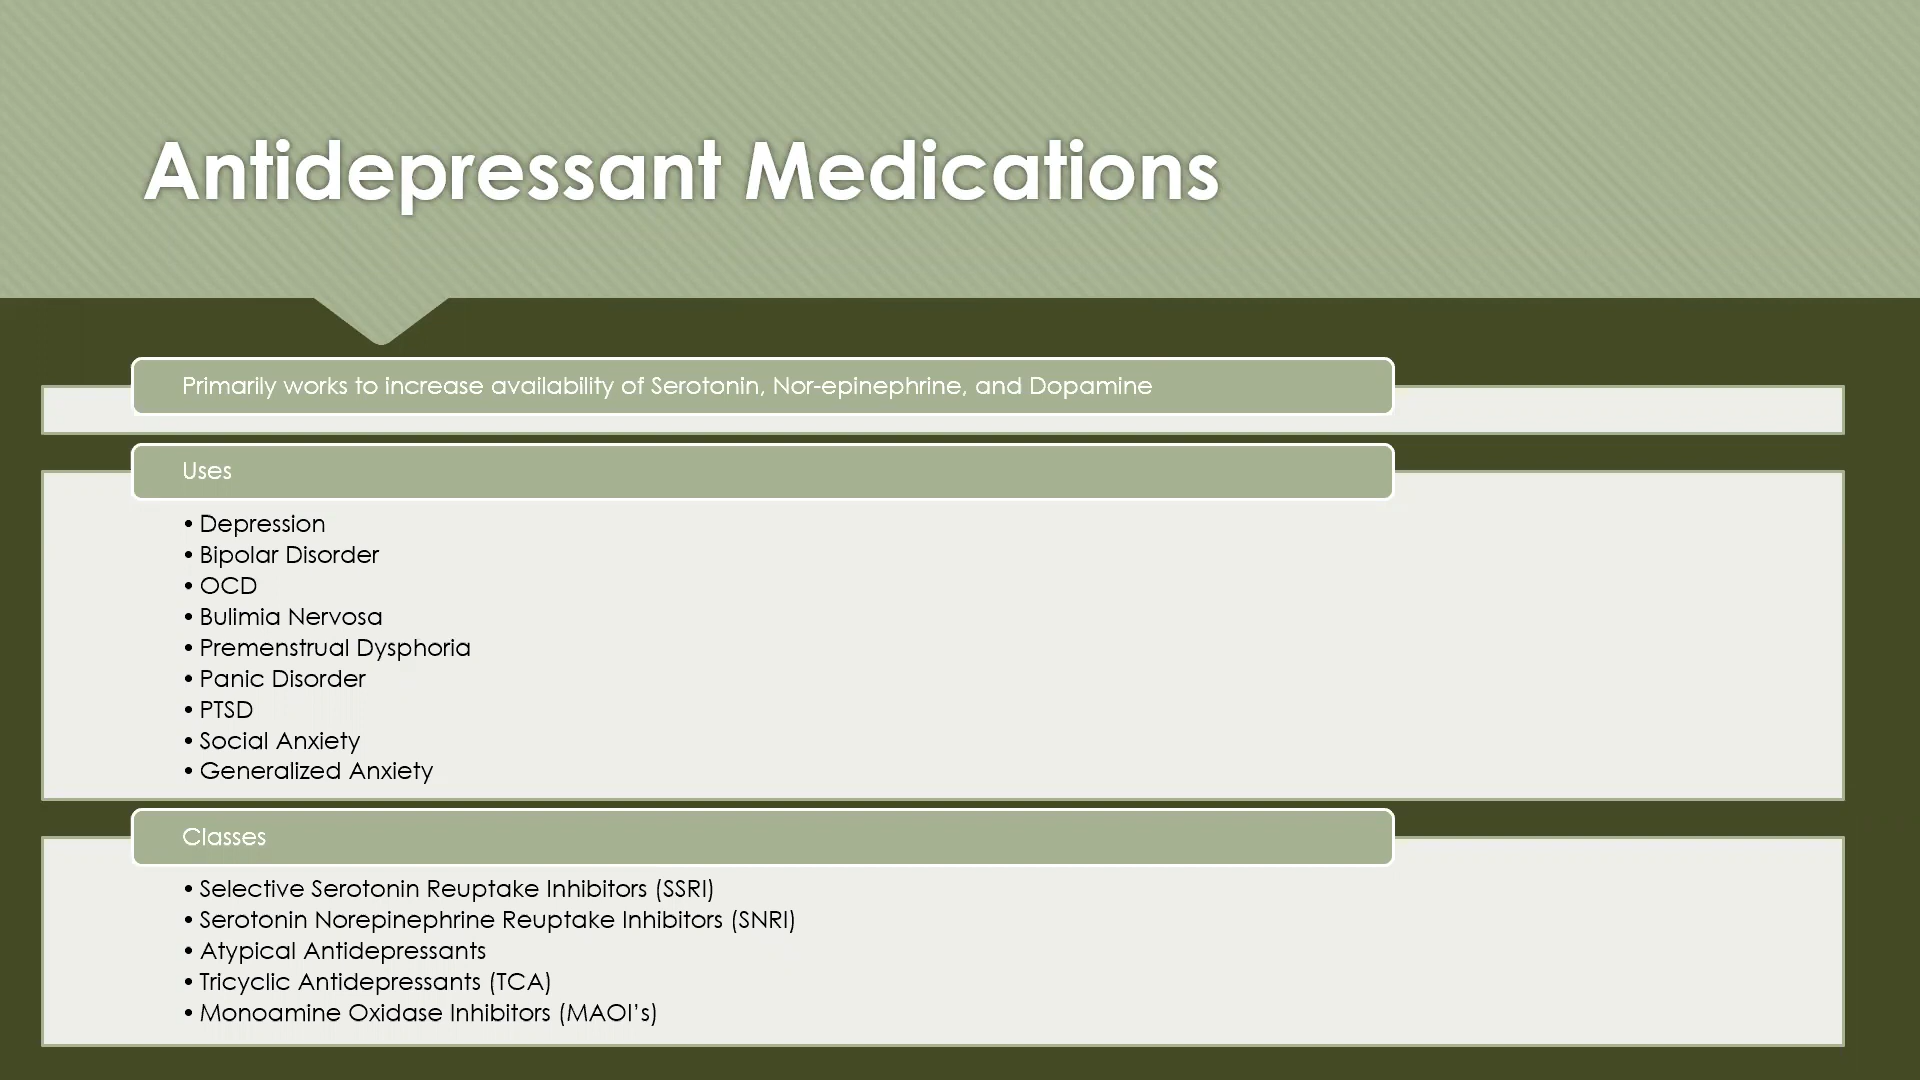 Antidepressant Medications
Primarily works to increase availability of Serotonin, Nor-epinephrine, and Dopamine
Uses
• Depression
• Bipolar Disorder
• OCD
• Bulimia Nervosa
• Premenstrual Dysphoria
• Panic Disorder
• PTSD
• Social Anxiety
• Generalized Anxiety
Classes
• Selective Serotonin Reuptake Inhibitors (SSRI)
• Serotonin Norepinephrine Reuptake Inhibitors (SNRI)
• Atypical Antidepressants
• Tricyclic Antidepressants (TCA)
• Monoamine Oxidase Inhibitors (MAOI’s)